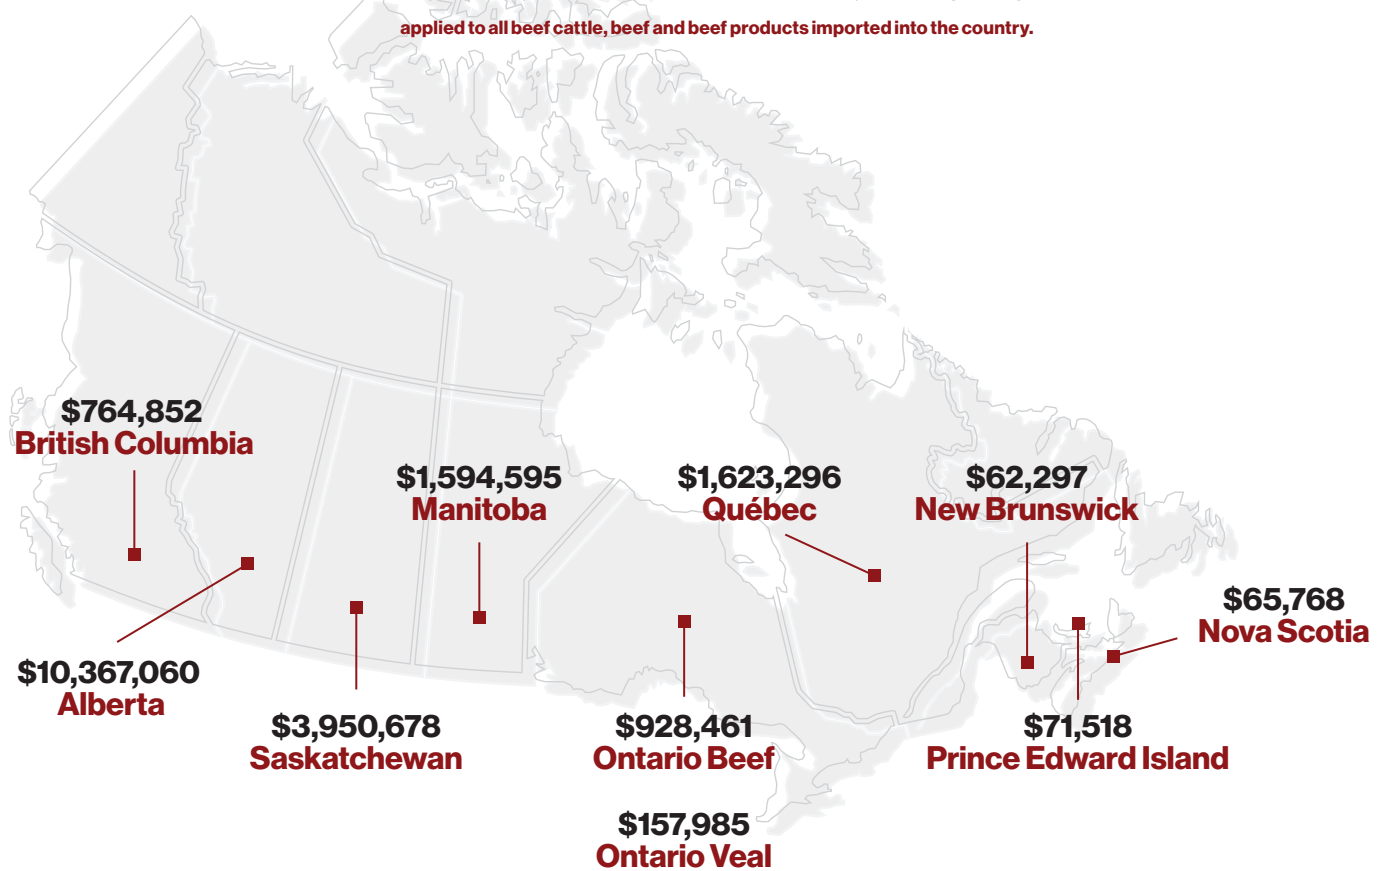 applied to all beef cattle, beef and beef products imported into the country.
$764,852
British Columbia
$1,594,595
Manitoba
$1,623,296
Québec
$62,297
New Brunswick
$65,768
Nova Scotia
$10,367,060
Alberta
$3,950,678
Saskatchewan
$928,461
Ontario Beef
$71,518
Prince Edward Island
$157,985
Ontario Veal